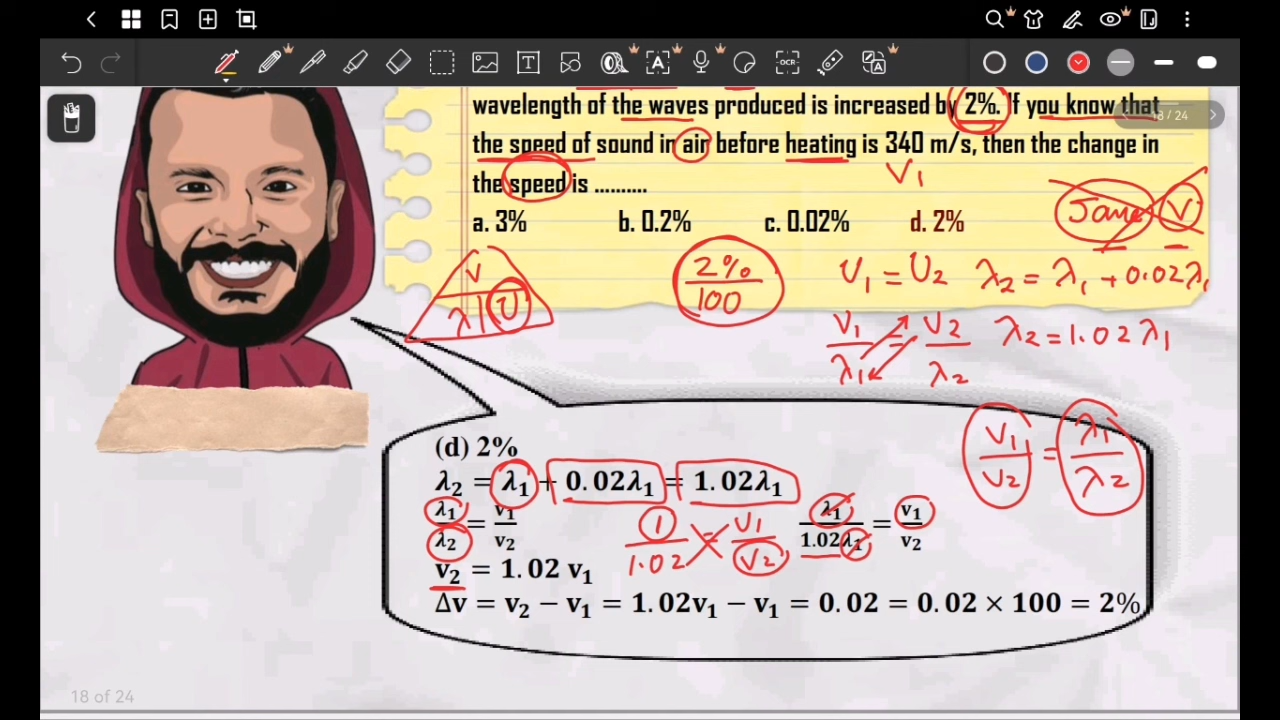 OCR
A
A
18 / 24
wavelength of the waves produced is increased by 2%. If you know that
the speed of sound in air before heating is 340 m/s, then the change in
the speed is ..........
V₁
Same V
a. 3% b. 0.2% c. 0.02% d. 2%
V
λ | υ
2%
100
υ₁ = υ₂ λ₂ = λ₁ + 0.02λ₁
V₁ = V₂ λ₂ = 1.02 λ₁
λ₁ λ₂
V₁ = λ₁
V₂ λ₂
(d) 2%
λ₂ = λ₁ + 0.02λ₁ = 1.02λ₁
λ₁ = v₁ 1 = V₁ λ₁ = v₁
λ₂ v₂ 1.02 V₂ 1.02λ₁ v₂
v₂ = 1.02 v₁
Δv = v₂ − v₁ = 1.02v₁ − v₁ = 0.02 = 0.02 × 100 = 2%
18 of 24